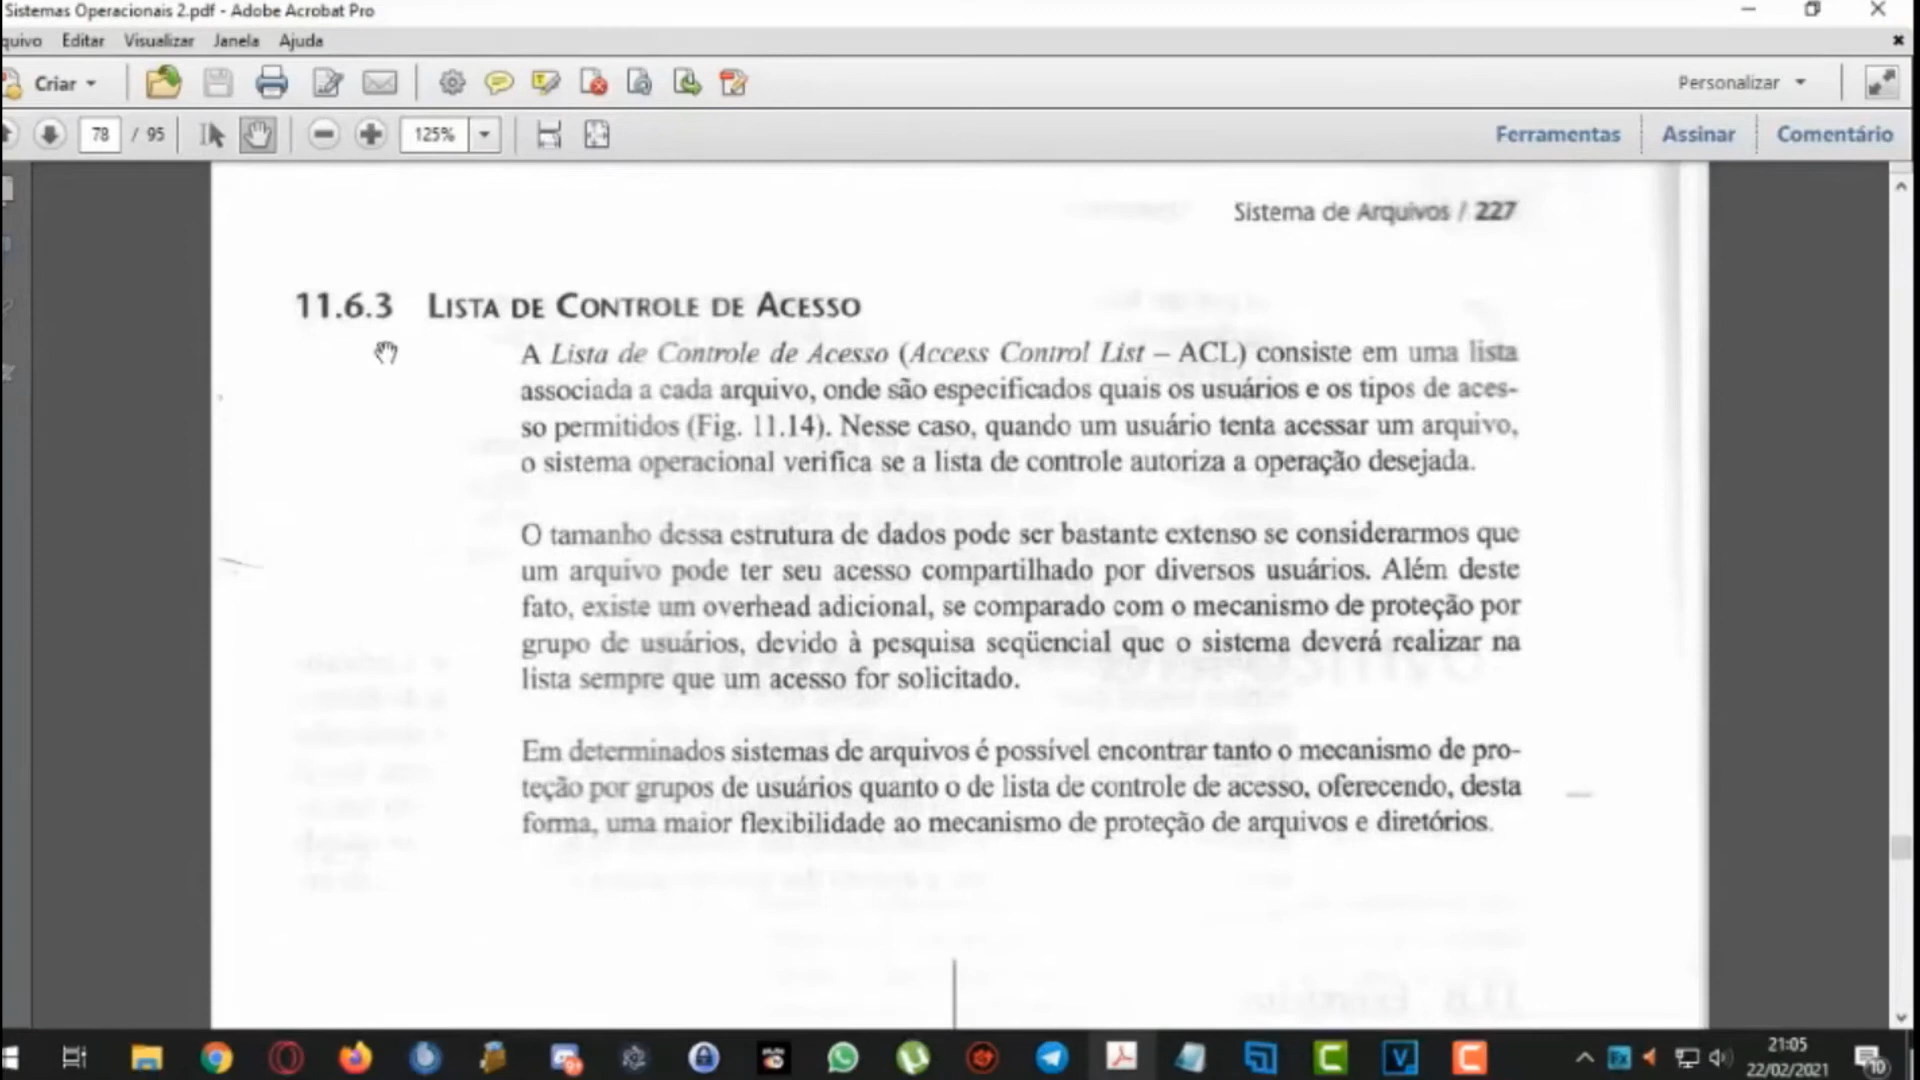 Sistemas Operacionais 2.pdf - Adobe Acrobat Pro
quivo Editar Visualizar Janela Ajuda
Criar
Personalizar
78 / 95
125%
Ferramentas
Assinar
Comentário
Sistema de Arquivos / 227
11.6.3 LISTA DE CONTROLE DE ACESSO
A Lista de Controle de Acesso (Access Control List – ACL) consiste em uma lista
associada a cada arquivo, onde são especificados quais os usuários e os tipos de aces-
so permitidos (Fig. 11.14). Nesse caso, quando um usuário tenta acessar um arquivo,
o sistema operacional verifica se a lista de controle autoriza a operação desejada.
O tamanho dessa estrutura de dados pode ser bastante extenso se considerarmos que
um arquivo pode ter seu acesso compartilhado por diversos usuários. Além deste
fato, existe um overhead adicional, se comparado com o mecanismo de proteção por
grupo de usuários, devido à pesquisa seqüencial que o sistema deverá realizar na
lista sempre que um acesso for solicitado.
Em determinados sistemas de arquivos é possível encontrar tanto o mecanismo de pro-
teção por grupos de usuários quanto o de lista de controle de acesso, oferecendo, desta
forma, uma maior flexibilidade ao mecanismo de proteção de arquivos e diretórios.
21:05
22/02/2021
10